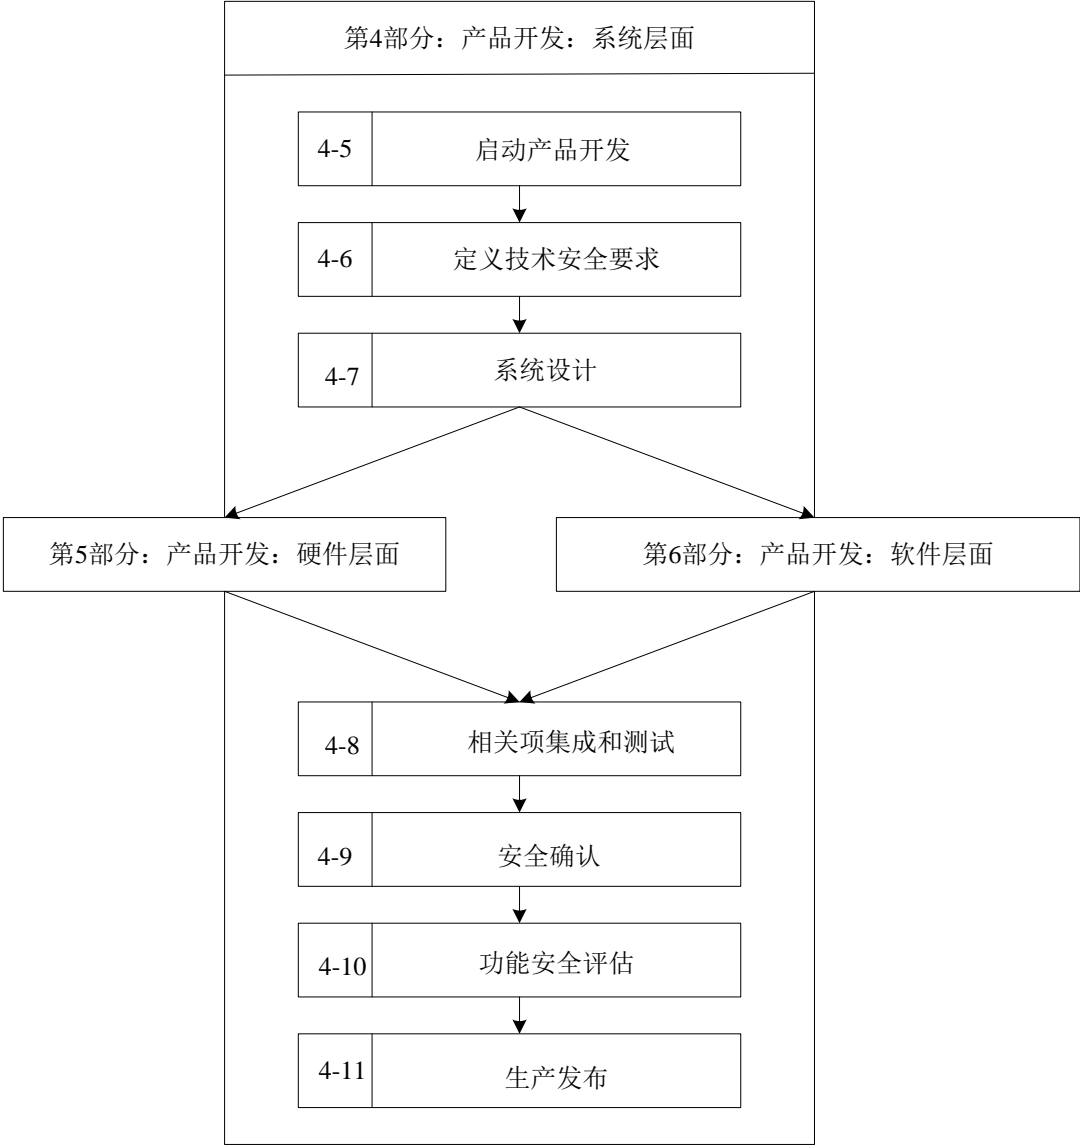 第4部分：产品开发：系统层面
4-5 启动产品开发
4-6 定义技术安全要求
4-7 系统设计
第5部分：产品开发：硬件层面
第6部分：产品开发：软件层面
4-8 相关项集成和测试
4-9 安全确认
4-10 功能安全评估
4-11 生产发布